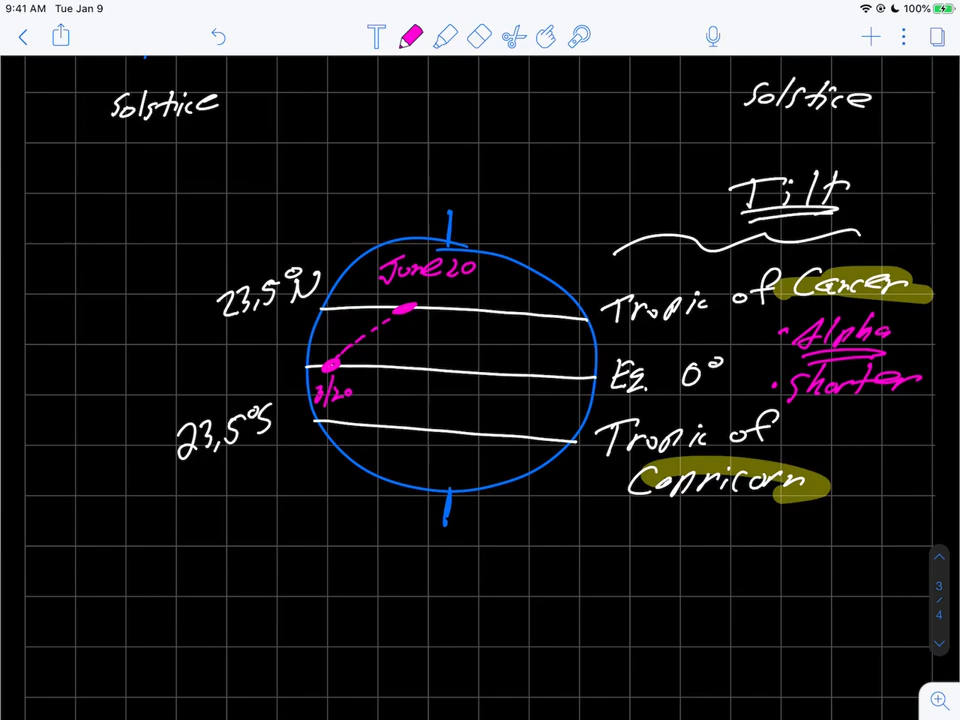 9:41 AM Tue Jan 9
100%
Solstice
Solstice
Tilt
June 20
23,5°N
Tropic of Cancer
• Alpha
• Shorter
Eq. 0°
3/20
23,5°S
Tropic of
Capricorn
3
/
4